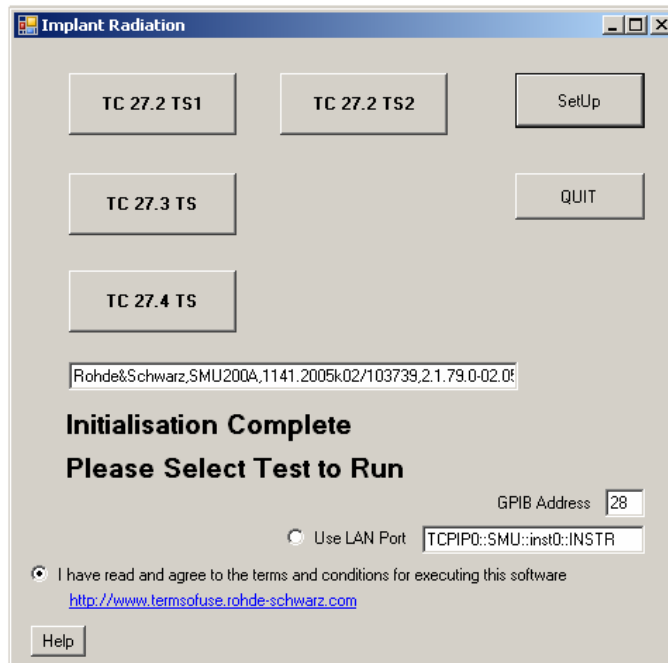 Implant Radiation
TC 27.2 TS1 TC 27.2 TS2 SetUp
TC 27.3 TS QUIT
TC 27.4 TS
Rohde&Schwarz,SMU200A,1141.2005k02/103739,2.1.79.0-02.05
Initialisation Complete
Please Select Test to Run
GPIB Address 28
Use LAN Port TCPIP0::SMU::inst0::INSTR
I have read and agree to the terms and conditions for executing this software
http://www.termsofuse.rohde-schwarz.com
Help